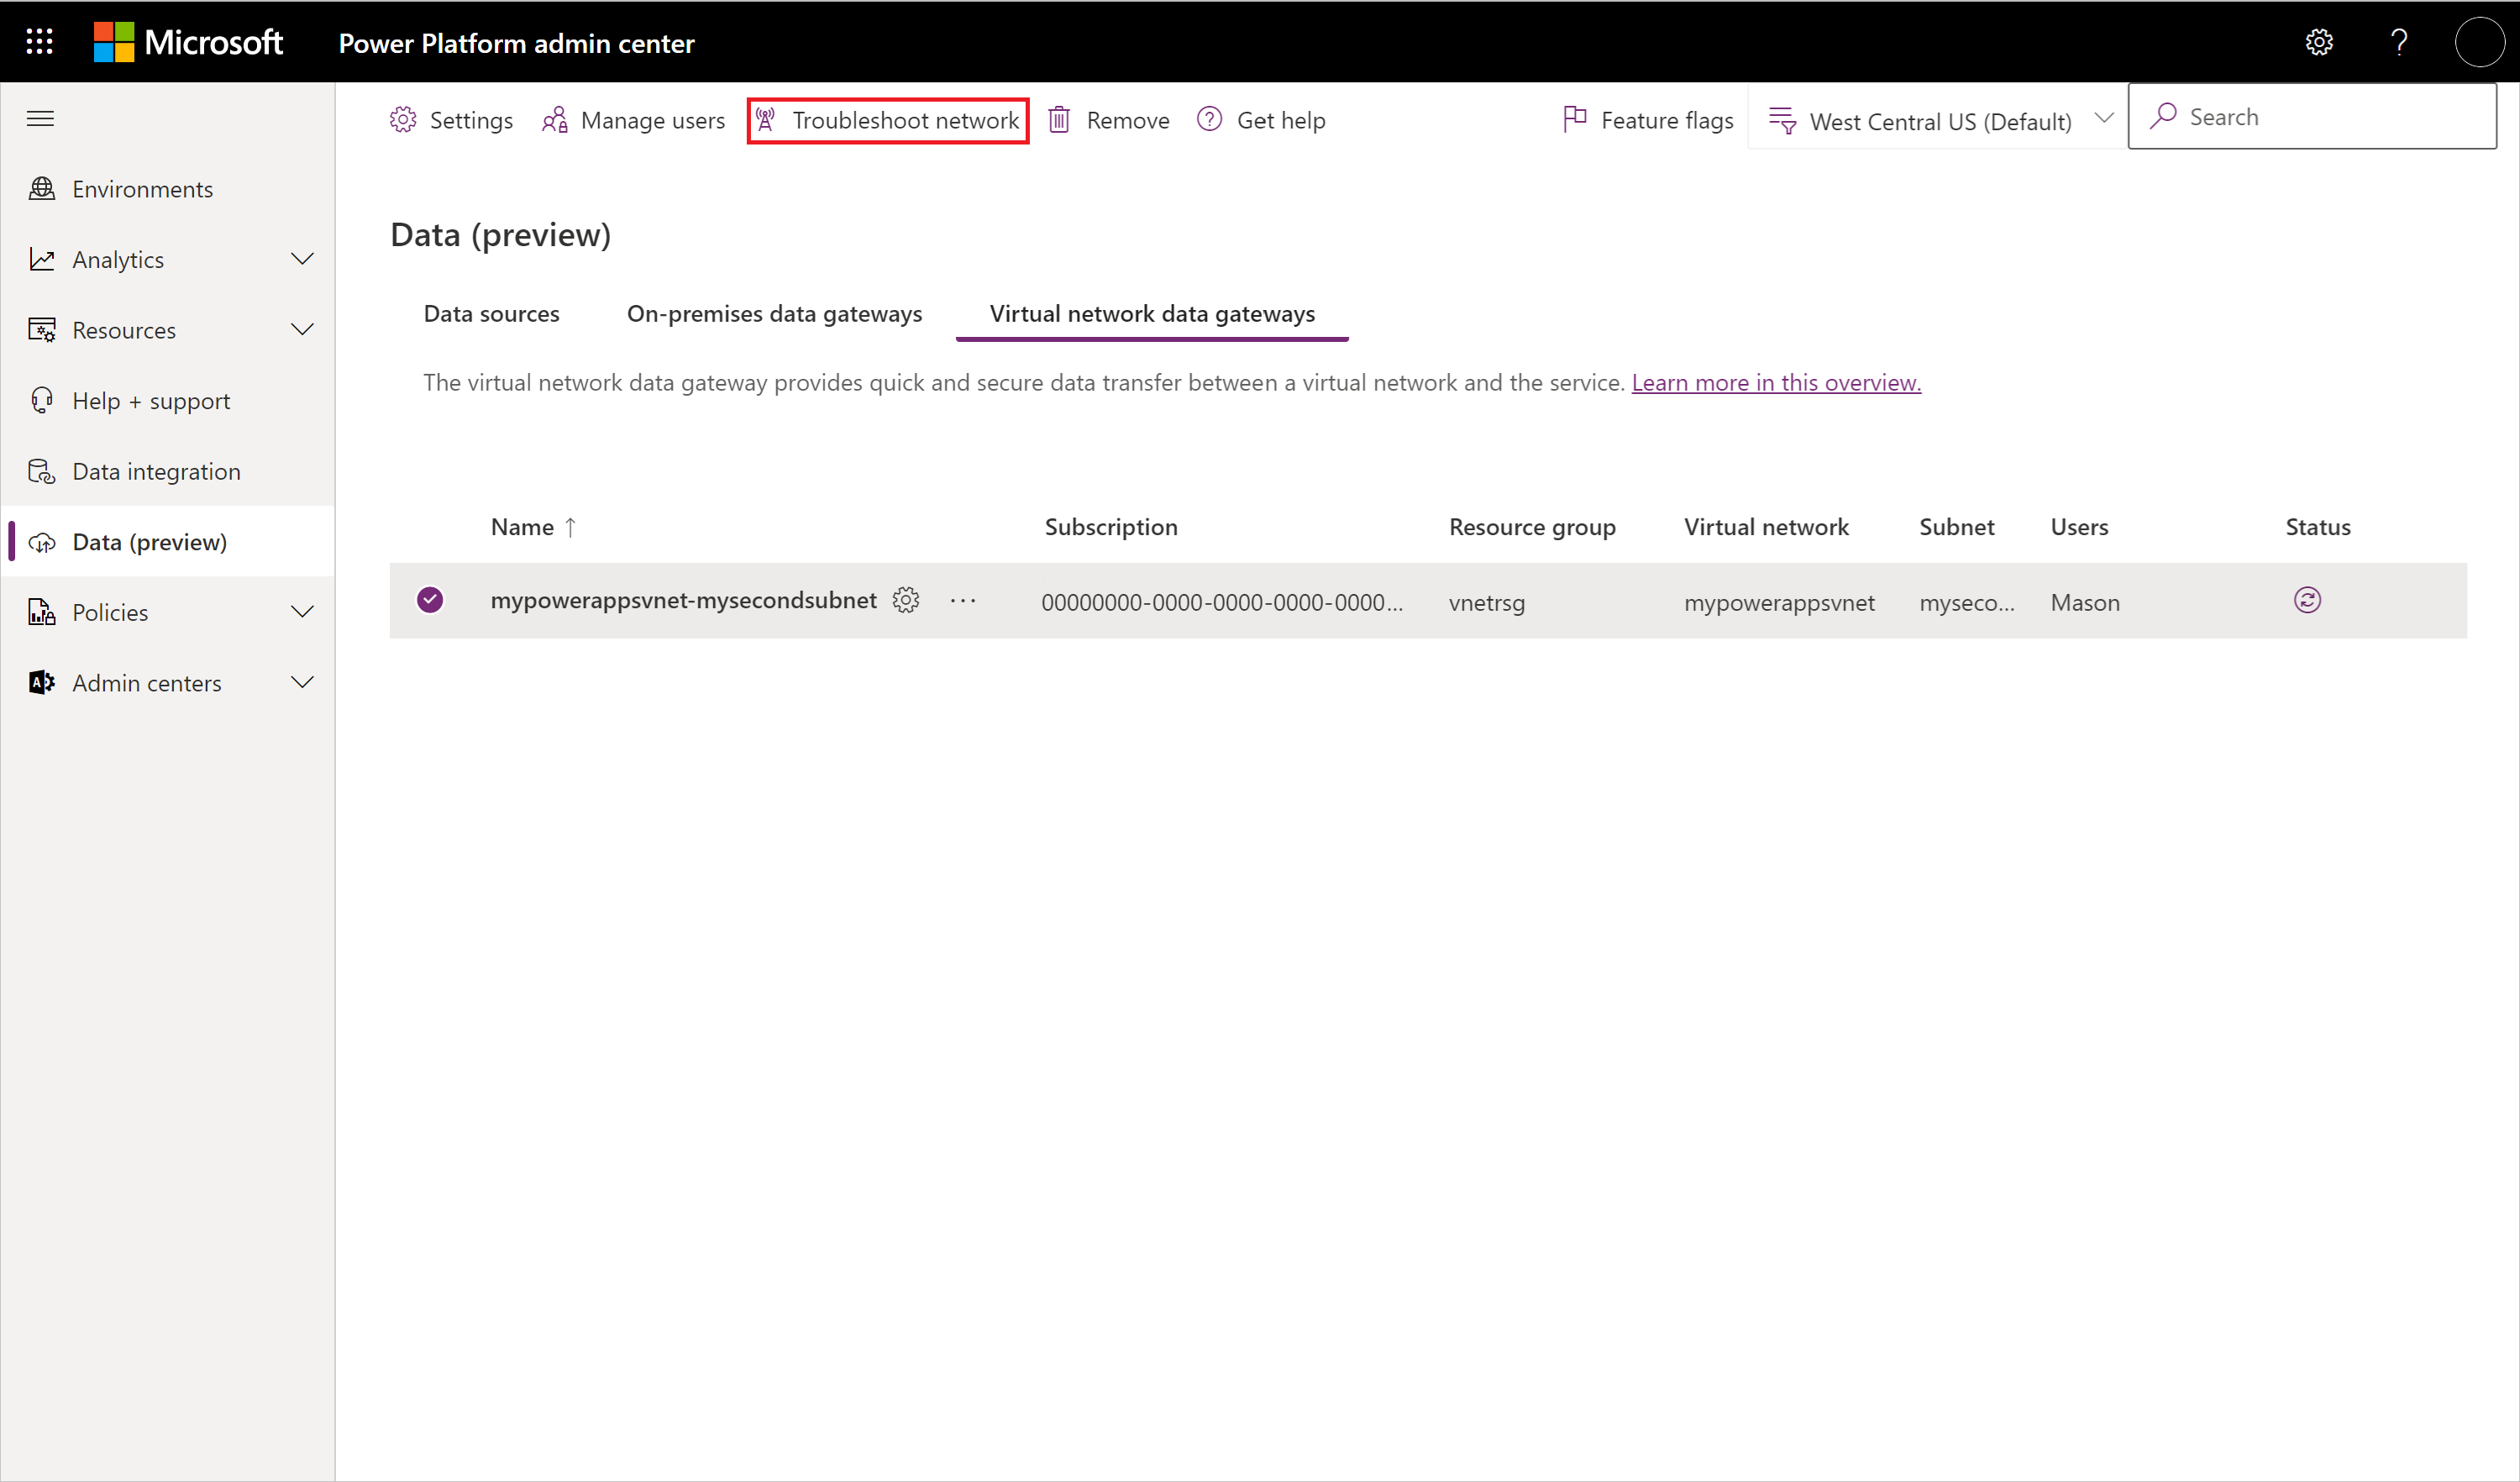 Microsoft Power Platform admin center
Settings Manage users Troubleshoot network Remove Get help Feature flags West Central US (Default) Search
Environments
Analytics
Resources
Help + support
Data integration
Data (preview)
Policies
Admin centers
Data (preview)
Data sources On-premises data gateways Virtual network data gateways
The virtual network data gateway provides quick and secure data transfer between a virtual network and the service. Learn more in this overview.
Name ↑ Subscription Resource group Virtual network Subnet Users Status
mypowerappsvnet-mysecondsubnet ··· 00000000-0000-0000-0000-0000... vnetrsg mypowerappsvnet myseco... Mason